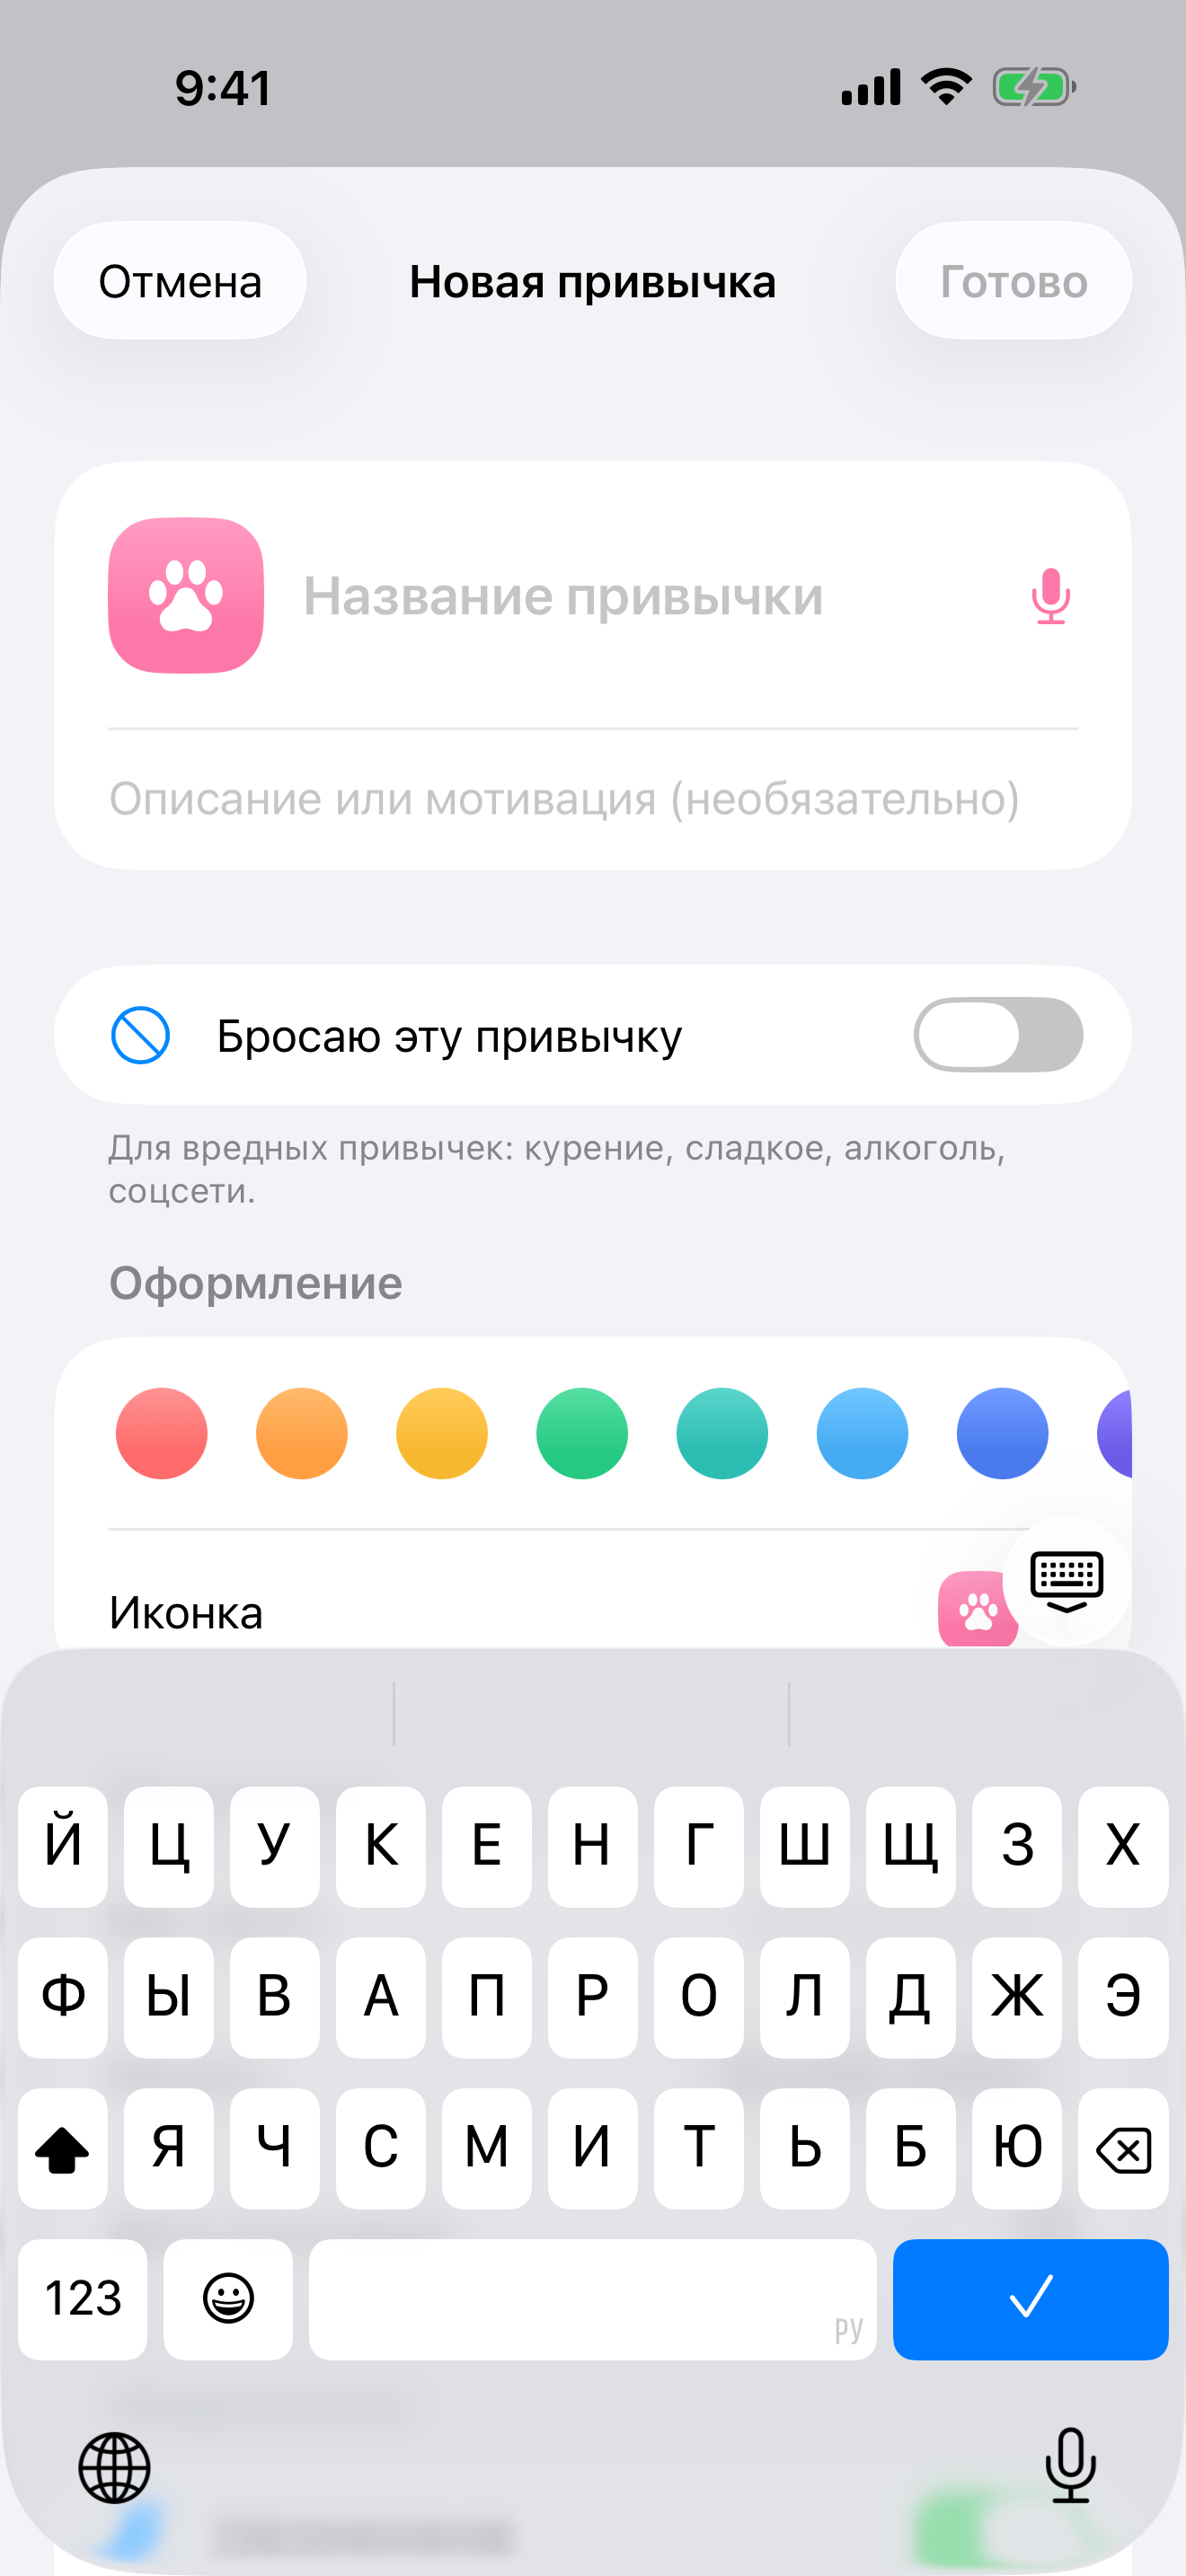 9:41
Отмена
Новая привычка
Готово
Название привычки
Описание или мотивация (необязательно)
Бросаю эту привычку
Для вредных привычек: курение, сладкое, алкоголь,
соцсети.
Оформление
Иконка
Й Ц У К Е Н Г Ш Щ З Х
Ф Ы В А П Р О Л Д Ж Э
Я Ч С М И Т Ь Б Ю
123
РУ